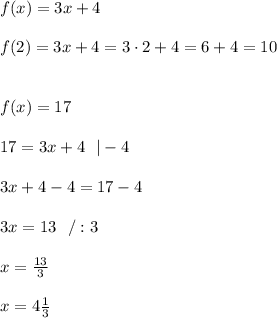 f(x) = 3x + 4
f(2) = 3x + 4 = 3 · 2 + 4 = 6 + 4 = 10
f(x) = 17
17 = 3x + 4 | − 4
3x + 4 − 4 = 17 − 4
3x = 13 / : 3
x = 13/3
x = 4 1/3